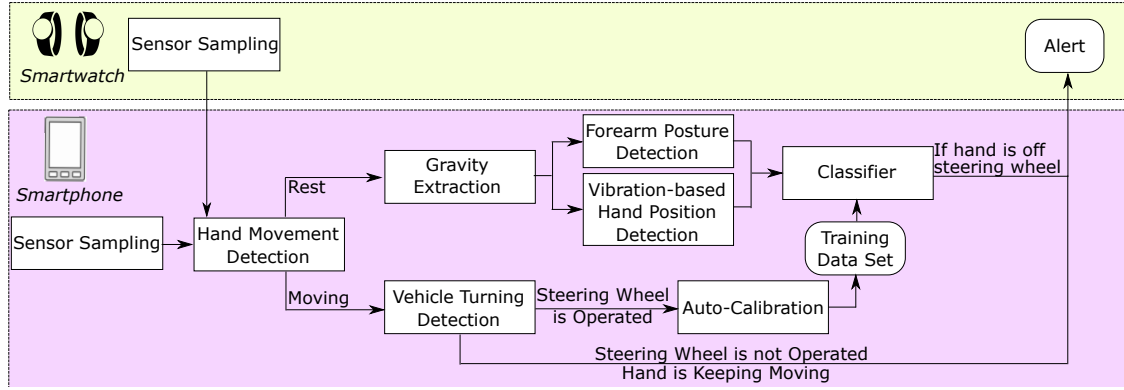 Smartwatch
Sensor Sampling
Alert
Smartphone
Sensor Sampling
Hand Movement
Detection
Rest
Moving
Gravity
Extraction
Forearm Posture
Detection
Vibration-based
Hand Position
Detection
Classifier
If hand is off
steering wheel
Training
Data Set
Vehicle Turning
Detection
Steering Wheel
is Operated
Auto-Calibration
Steering Wheel is not Operated
Hand is Keeping Moving